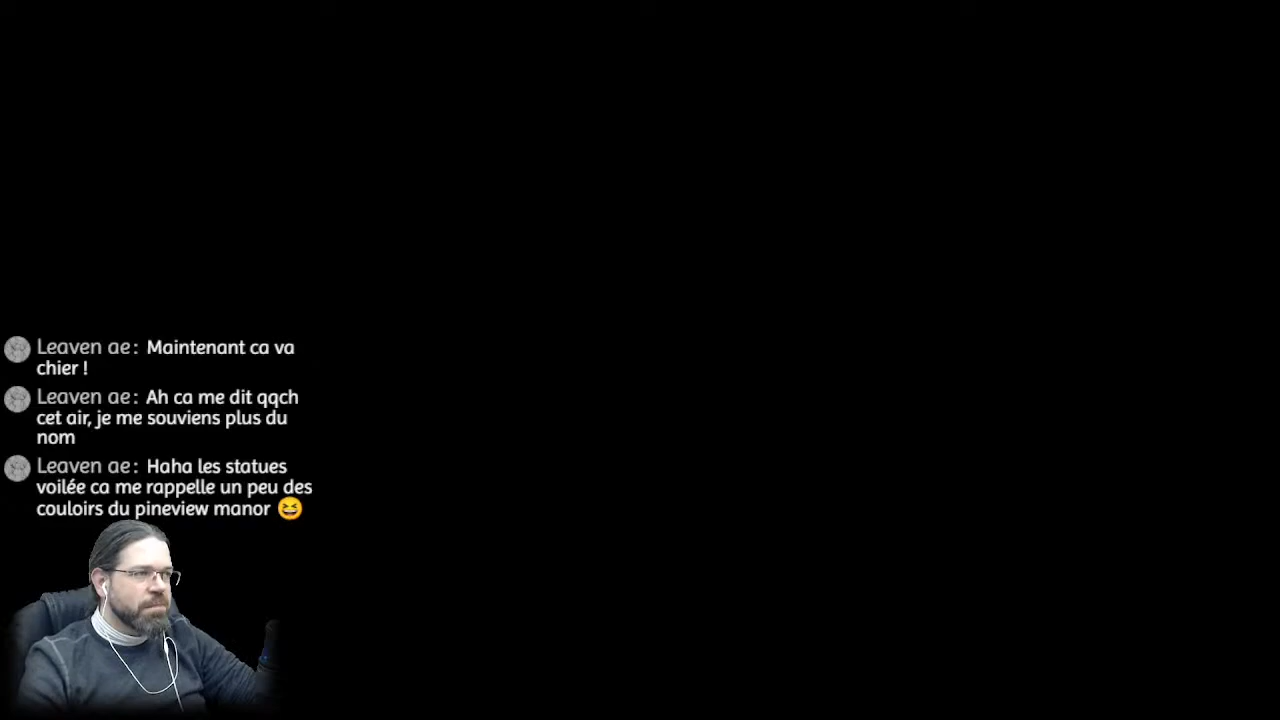 Leaven ae: Maintenant ca va
chier !
Leaven ae: Ah ca me dit qqch
cet air, je me souviens plus du
nom
Leaven ae: Haha les statues
voilée ca me rappelle un peu des
couloirs du pineview manor 😆